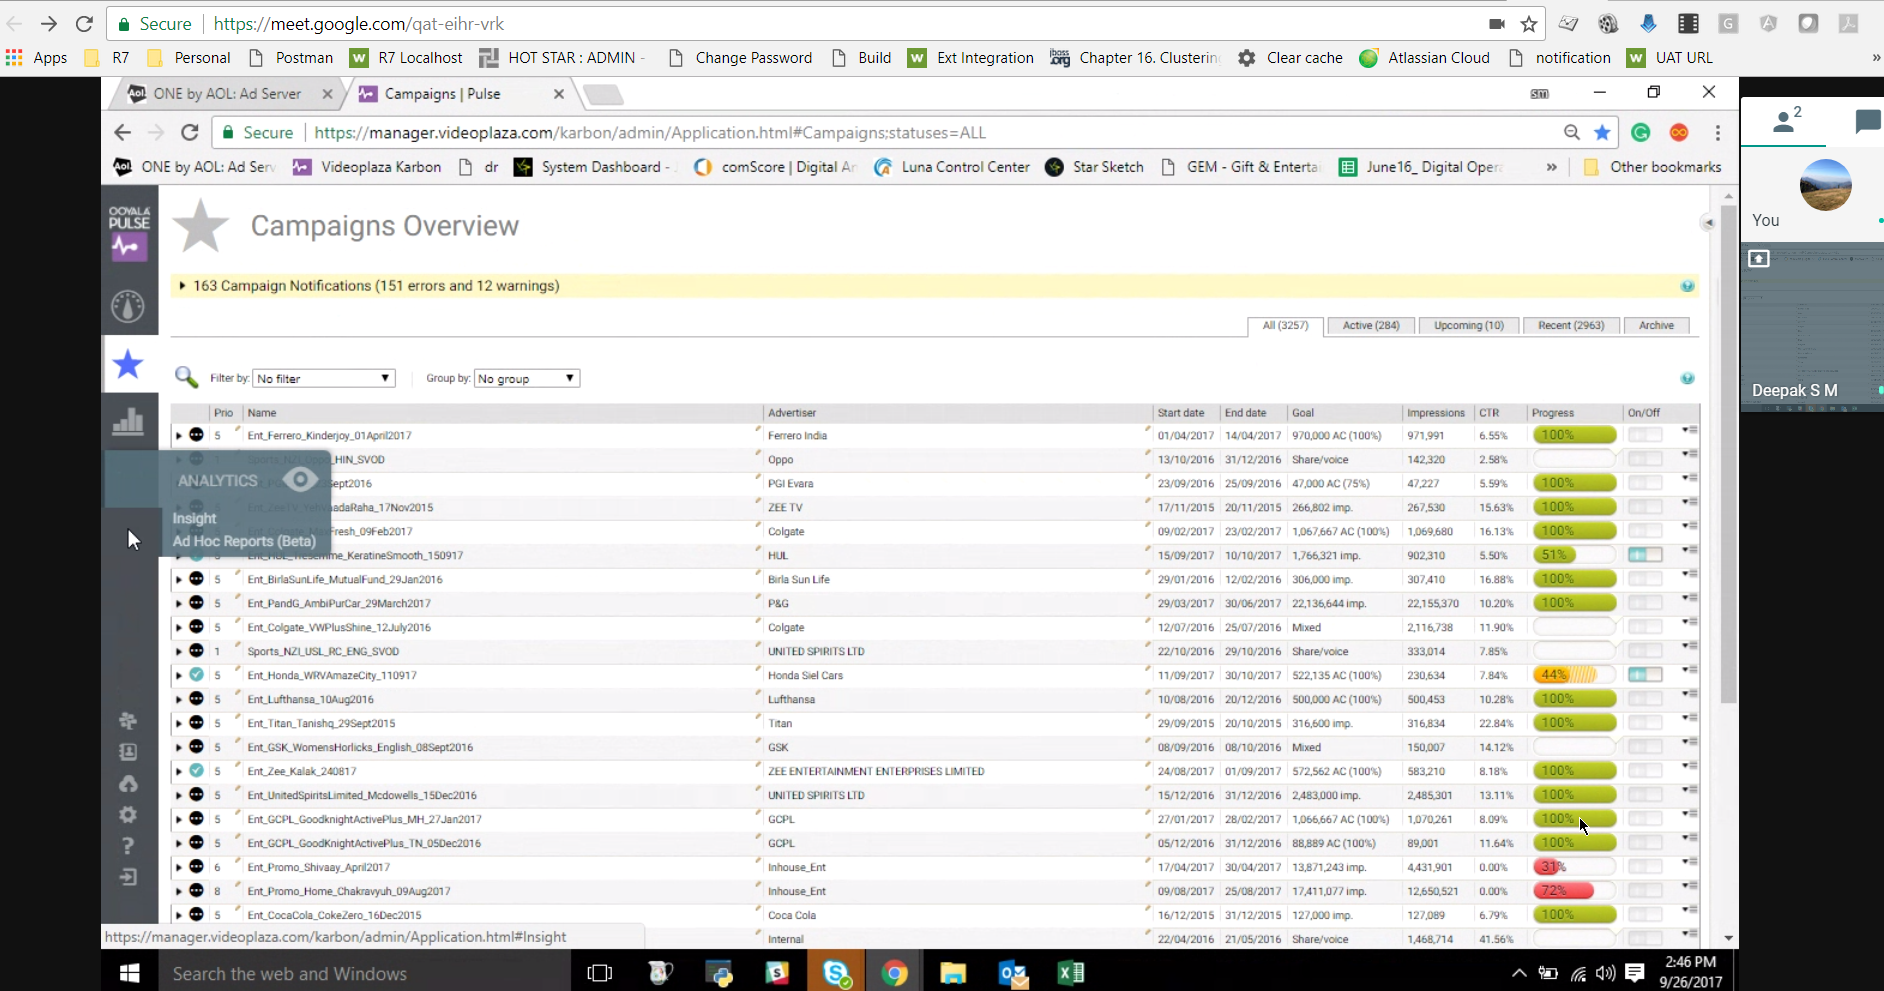 Secure https://meet.google.com/qat-eihr-vrk
Apps R7 Personal Postman R7 Localhost HOT STAR : ADMIN - Change Password Build Ext Integration Chapter 16. Clustering Clear cache Atlassian Cloud notification UAT URL »
ONE by AOL: Ad Server Campaigns | Pulse
Secure https://manager.videoplaza.com/karbon/admin/Application.html#Campaigns;statuses=ALL
ONE by AOL: Ad Serv Videoplaza Karbon dr System Dashboard - comScore | Digital An Luna Control Center Star Sketch GEM - Gift & Enterta June16_ Digital Oper » Other bookmarks
2
You
Deepak S M
OOYALA
PULSE
Campaigns Overview
163 Campaign Notifications (151 errors and 12 warnings)
All (3257) Active (284) Upcoming (10) Recent (2963) Archive
Filter by: No filter Group by: No group
Prio Name Advertiser Start date End date Goal Impressions CTR Progress On/Off
5 Ent_Ferrero_Kinderjoy_01April2017 Ferrero India 01/04/2017 14/04/2017 970,000 AC (100%) 971,991 6.55% 100%
_HIN_SVOD Oppo 13/10/2016 31/12/2016 Share/voice 142,320 2.58%
Sept2016 PGI Evara 23/09/2016 25/09/2016 47,000 AC (75%) 47,227 5.59% 100%
ANALYTICS
aadaRaha_17Nov2015 ZEE TV 17/11/2015 20/11/2015 266,802 imp. 267,530 15.63% 100%
Insight
Fresh_09Feb2017 Colgate 09/02/2017 23/02/2017 1,067,667 AC (100%) 1,069,680 16.13% 100%
Ad Hoc Reports (Beta)
_KeratineSmooth_150917 HUL 15/09/2017 10/10/2017 1,766,321 imp. 902,310 5.50% 51%
5 Ent_BirlaSunLife_MutualFund_29Jan2016 Birla Sun Life 29/01/2016 12/02/2016 306,000 imp. 307,410 16.88% 100%
5 Ent_PandG_AmbiPurCar_29March2017 P&G 29/03/2017 30/06/2017 22,136,644 imp. 22,155,370 10.20% 100%
5 Ent_Colgate_VWPlusShine_12July2016 Colgate 12/07/2016 25/07/2016 Mixed 2,116,738 11.90%
1 Sports_NZI_USL_RC_ENG_SVOD UNITED SPIRITS LTD 22/10/2016 29/10/2016 Share/voice 333,014 7.85%
5 Ent_Honda_WRVAmazeCity_110917 Honda Siel Cars 11/09/2017 30/10/2017 522,135 AC (100%) 230,634 7.84% 44%
5 Ent_Lufthansa_10Aug2016 Lufthansa 10/08/2016 20/12/2016 500,000 AC (100%) 500,453 10.28% 100%
5 Ent_Titan_Tanishq_29Sept2015 Titan 29/09/2015 20/10/2015 316,600 imp. 316,834 22.84% 100%
5 Ent_GSK_WomensHorlicks_English_08Sept2016 GSK 08/09/2016 08/10/2016 Mixed 150,007 14.12%
5 Ent_Zee_Kalak_240817 ZEE ENTERTAINMENT ENTERPRISES LIMITED 24/08/2017 01/09/2017 572,562 AC (100%) 583,210 8.18% 100%
5 Ent_UnitedSpiritsLimited_Mcdowells_15Dec2016 UNITED SPIRITS LTD 15/12/2016 31/12/2016 2,483,000 imp. 2,485,301 13.11% 100%
5 Ent_GCPL_GoodknightActivePlus_MH_27Jan2017 GCPL 27/01/2017 28/02/2017 1,066,667 AC (100%) 1,070,261 8.09% 100%
5 Ent_GCPL_GoodKnightActivePlus_TN_05Dec2016 GCPL 05/12/2016 31/12/2016 88,889 AC (100%) 89,001 11.64% 100%
6 Ent_Promo_Shivaay_April2017 Inhouse_Ent 17/04/2017 30/04/2017 13,871,243 imp. 4,431,901 0.00% 31%
8 Ent_Promo_Home_Chakravyuh_09Aug2017 Inhouse_Ent 09/08/2017 25/08/2017 17,411,077 imp. 12,650,521 0.00% 72%
5 Ent_CocaCola_CokeZero_16Dec2015 Coca Cola 16/12/2015 31/12/2015 127,000 imp. 127,089 6.79% 100%
https://manager.videoplaza.com/karbon/admin/Application.html#Insight Internal 22/04/2016 21/05/2016 Share/voice 1,468,714 41.56%
Search the web and Windows
2:46 PM
9/26/2017